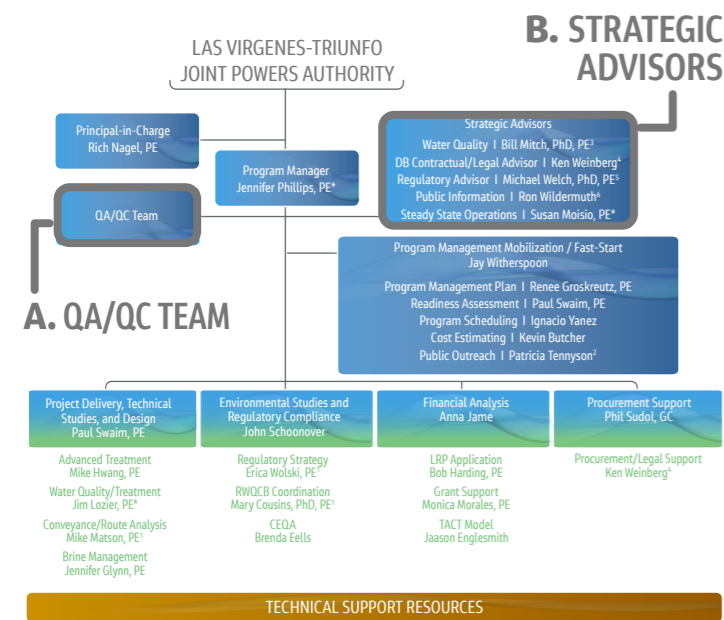 LAS VIRGENES-TRIUNFO
JOINT POWERS AUTHORITY
B. STRATEGIC
ADVISORS
Principal-in-Charge
Rich Nagel, PE
Program Manager
Jennifer Phillips, PE*
QA/QC Team
Strategic Advisors
Water Quality I Bill Mitch, PhD, PE³
DB Contractual/Legal Advisor I Ken Weinberg⁴
Regulatory Advisor I Michael Welch, PhD, PE⁵
Public Information I Ron Wildermuth⁶
Steady State Operations I Susan Moisio, PE*
A. QA/QC TEAM
Program Management Mobilization / Fast-Start
Jay Witherspoon
Program Management Plan I Renee Groskreutz, PE
Readiness Assessment I Paul Swaim, PE
Program Scheduling I Ignacio Yanez
Cost Estimating I Kevin Butcher
Public Outreach I Patricia Tennyson²
Project Delivery, Technical
Studies, and Design
Paul Swaim, PE
Advanced Treatment
Mike Hwang, PE
Water Quality/Treatment
Jim Lozier, PE*
Conveyance/Route Analysis
Mike Matson, PE¹
Brine Management
Jennifer Glynn, PE
Environmental Studies and
Regulatory Compliance
John Schoonover
Regulatory Strategy
Erica Wolski, PE¹
RWQCB Coordination
Mary Cousins, PhD, PE¹
CEQA
Brenda Eells
Financial Analysis
Anna Jame
LRP Application
Bob Harding, PE
Grant Support
Monica Morales, PE
TACT Model
Jaason Englesmith
Procurement Support
Phil Sudol, GC
Procurement/Legal Support
Ken Weinberg⁴
TECHNICAL SUPPORT RESOURCES